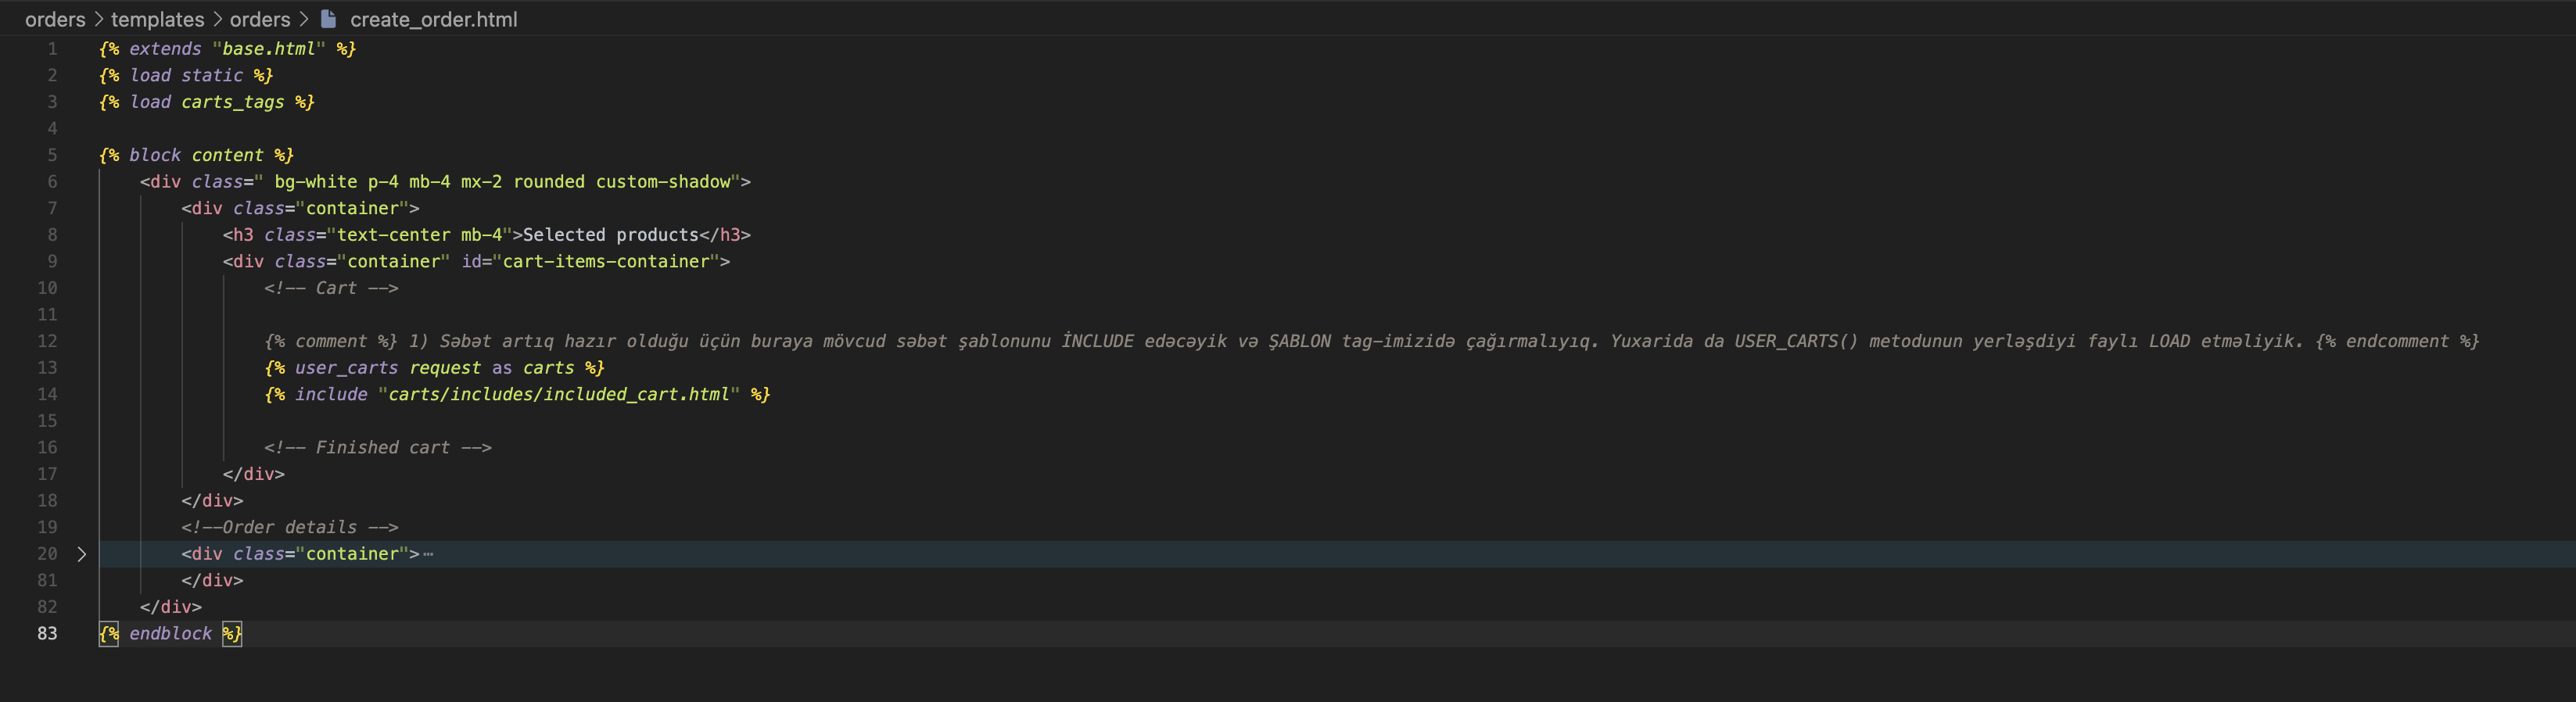 orders > templates > orders > create_order.html
1 {% extends "base.html" %}
2 {% load static %}
3 {% load carts_tags %}
4
5 {% block content %}
6 <div class=" bg-white p-4 mb-4 mx-2 rounded custom-shadow">
7 <div class="container">
8 <h3 class="text-center mb-4">Selected products</h3>
9 <div class="container" id="cart-items-container">
10 <!-- Cart -->
11
12 {% comment %} 1) Səbət artıq hazır olduğu üçün buraya mövcud səbət şablonunu İNCLUDE edəcəyik və ŞABLON tag-imizidə çağırmalıyıq. Yuxarida da USER_CARTS() metodunun yerləşdiyi faylı LOAD etməliyik. {% endcomment %}
13 {% user_carts request as carts %}
14 {% include "carts/includes/included_cart.html" %}
15
16 <!-- Finished cart -->
17 </div>
18 </div>
19 <!--Order details -->
20 <div class="container">…
81 </div>
82 </div>
83 {% endblock %}